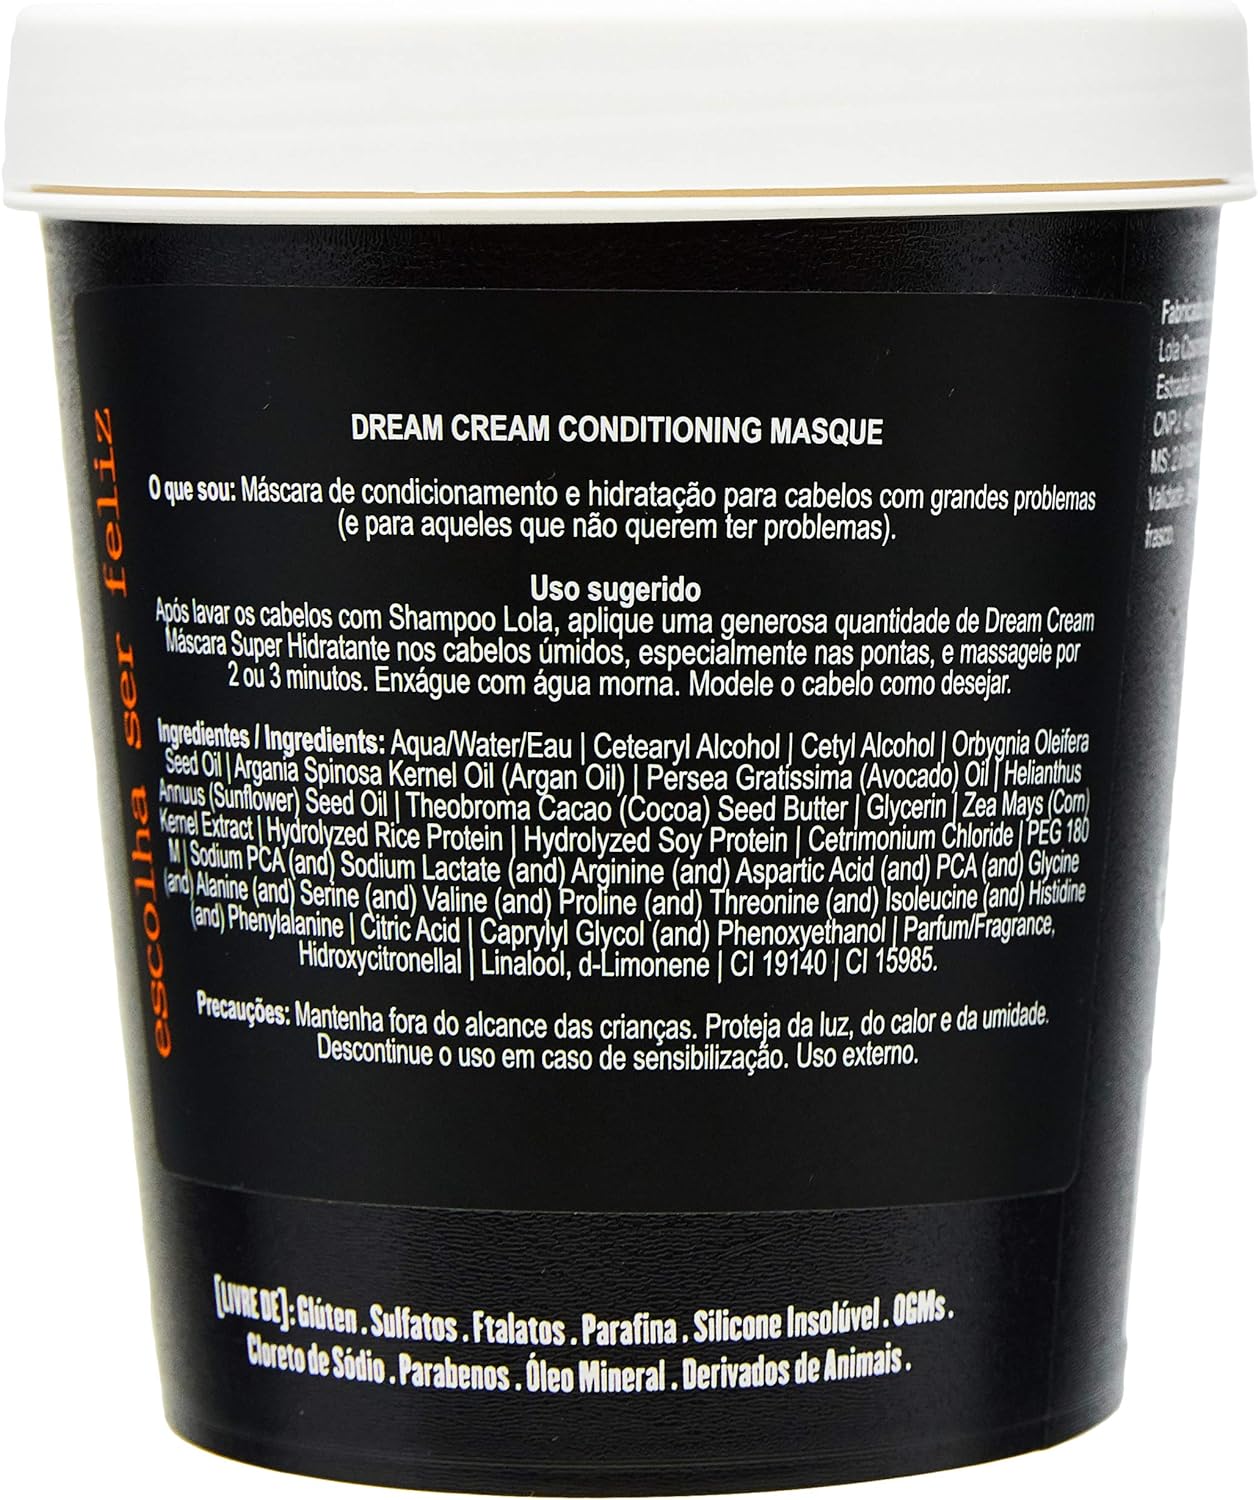 DREAM CREAM CONDITIONING MASQUE
O que sou: Máscara de condicionamento e hidratação para cabelos com grandes problemas
(e para aqueles que não querem ter problemas).
Uso sugerido
Após lavar os cabelos com Shampoo Lola, aplique uma generosa quantidade de Dream Cream
Máscara Super Hidratante nos cabelos úmidos, especialmente nas pontas, e massageie por
2 ou 3 minutos. Enxágue com água morna. Modele o cabelo como desejar.
Ingredientes / Ingredients: Aqua/Water/Eau | Cetearyl Alcohol | Cetyl Alcohol | Orbygnia Oleifera
Seed Oil | Argania Spinosa Kernel Oil (Argan Oil) | Persea Gratissima (Avocado) Oil | Helianthus
Annuus (Sunflower) Seed Oil | Theobroma Cacao (Cocoa) Seed Butter | Glycerin | Zea Mays (Corn)
Kernel Extract | Hydrolyzed Rice Protein | Hydrolyzed Soy Protein | Cetrimonium Chloride | PEG 180
M | Sodium PCA (and) Sodium Lactate (and) Arginine (and) Aspartic Acid (and) PCA (and) Glycine
(and) Alanine (and) Serine (and) Valine (and) Proline (and) Threonine (and) Isoleucine (and) Histidine
(and) Phenylalanine | Citric Acid | Caprylyl Glycol (and) Phenoxyethanol | Parfum/Fragrance,
Hidroxycitronellal | Linalool, d-Limonene | CI 19140 | CI 15985.
Precauções: Mantenha fora do alcance das crianças. Proteja da luz, do calor e da umidade.
Descontinue o uso em caso de sensibilização. Uso externo.
escolha ser feliz
[LIVRE DE]: Glúten . Sulfatos . Ftalatos . Parafina . Silicone Insolúvel . OGMs .
Cloreto de Sódio . Parabenos . Óleo Mineral . Derivados de Animais .
Lola
CNPJ
MS:
frasco.